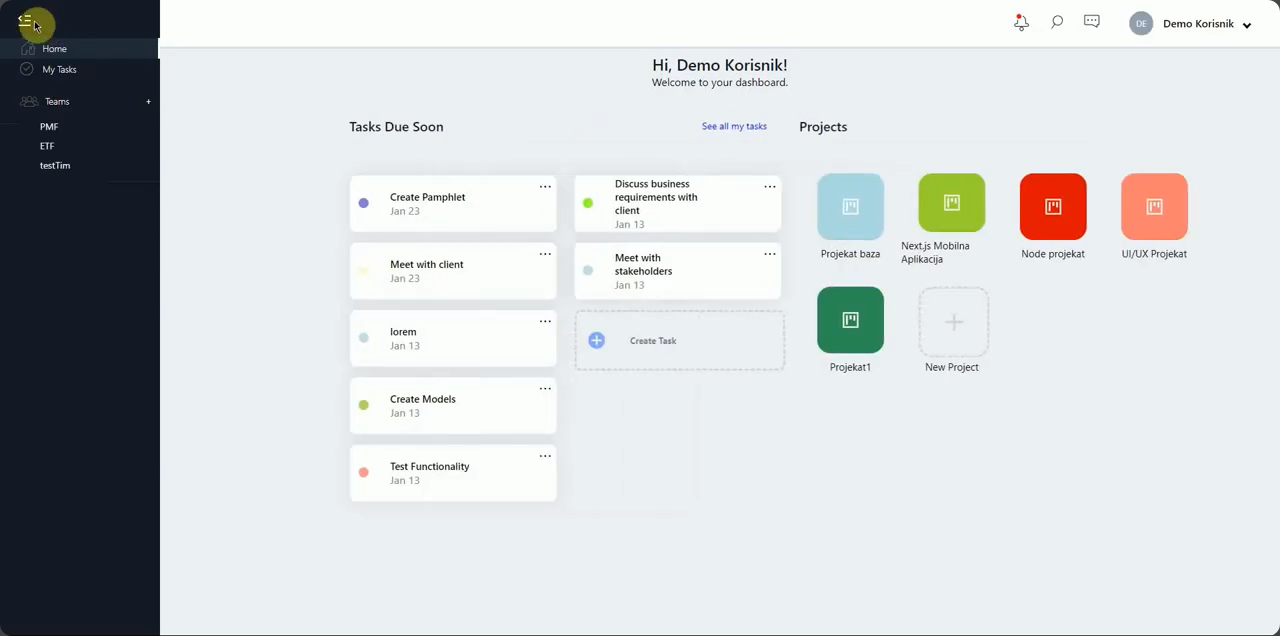 DE
Demo Korisnik
Home
My Tasks
Teams
+
PMF
ETF
testTim
Hi, Demo Korisnik!
Welcome to your dashboard.
Tasks Due Soon
See all my tasks
Create Pamphlet
Jan 23
Meet with client
Jan 23
lorem
Jan 13
Create Models
Jan 13
Test Functionality
Jan 13
Discuss business
requirements with
client
Jan 13
Meet with
stakeholders
Jan 13
Create Task
Projects
Projekat baza
Next.js Mobilna
Aplikacija
Node projekat
UI/UX Projekat
Projekat1
New Project